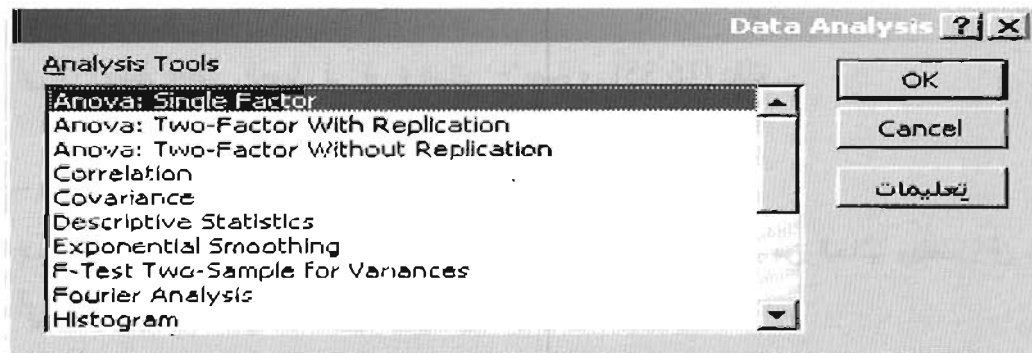 Data Analysis
Analysis Tools
Anova: Single Factor
Anova: Two-Factor With Replication
Anova: Two-Factor Without Replication
Correlation
Covariance
Descriptive Statistics
Exponential Smoothing
F-Test Two-Sample for Variances
Fourier Analysis
Histogram
OK
Cancel
تعليمات